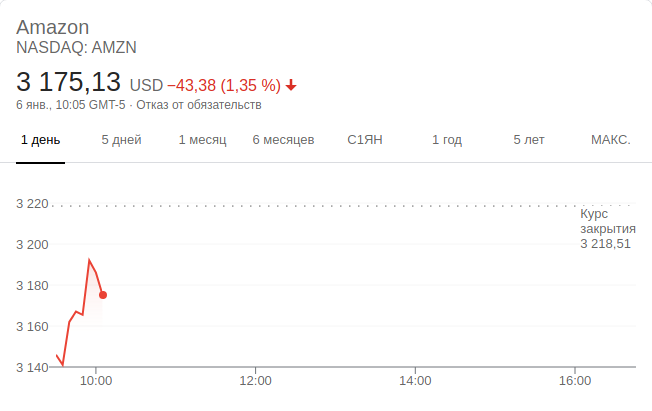 Amazon
NASDAQ: AMZN
3 175,13 USD −43,38 (1,35 %)
6 янв., 10:05 GMT-5 · Отказ от обязательств
1 день 5 дней 1 месяц 6 месяцев С1ЯН 1 год 5 лет МАКС.
3 220
Курс
закрытия
3 218,51
3 200
3 180
3 160
3 140
10:00 12:00 14:00 16:00